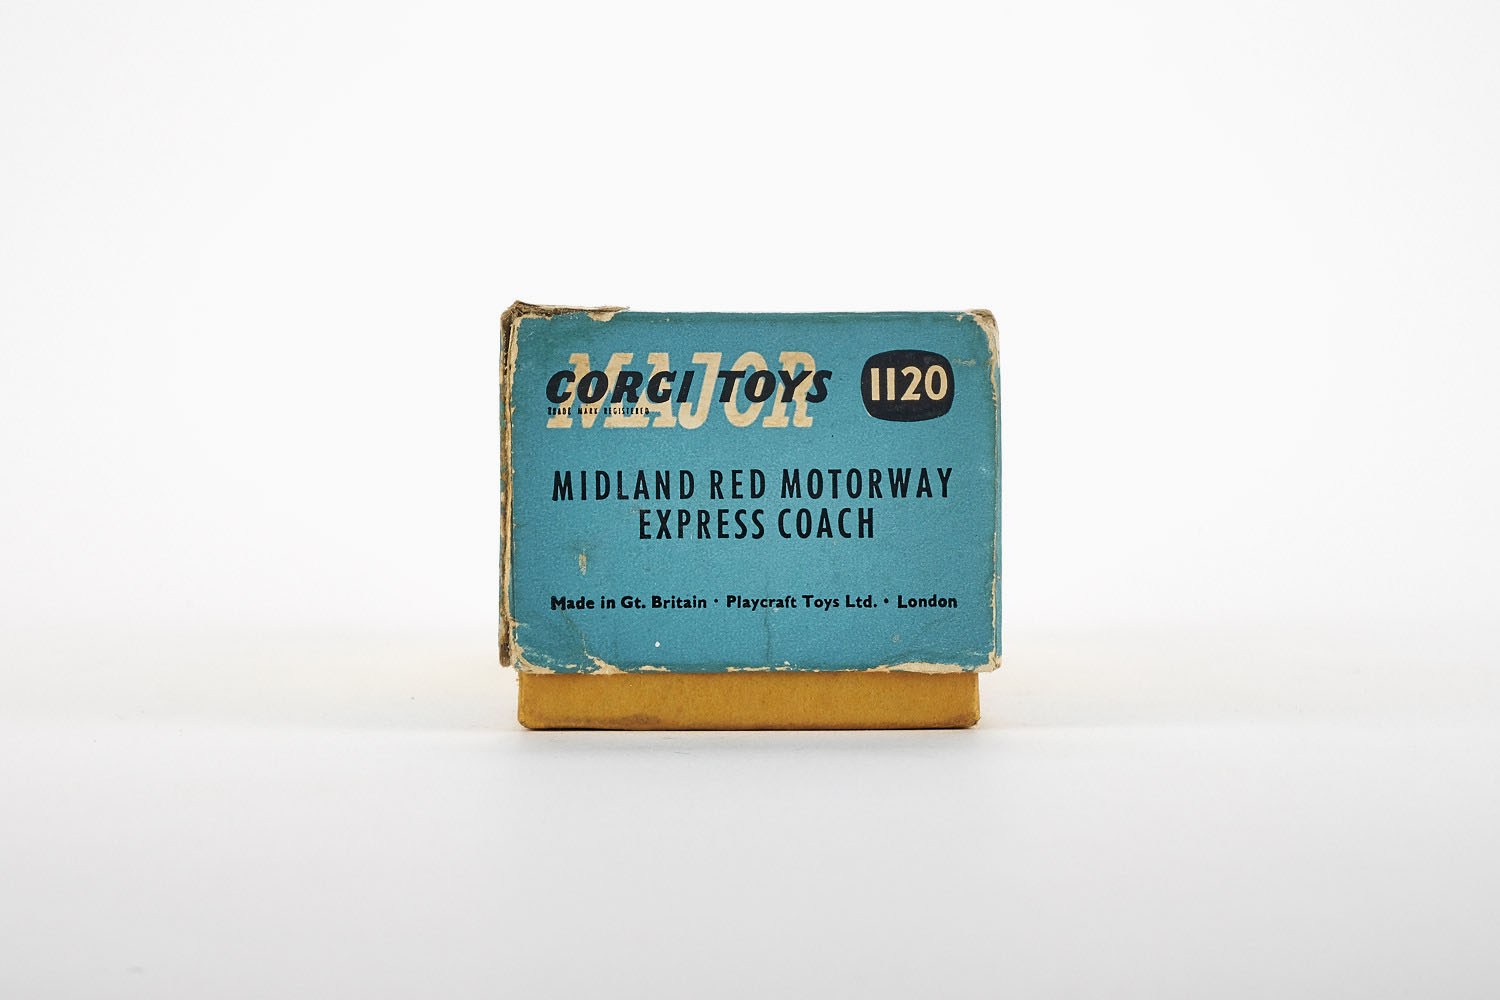 MAJOR
CORGI TOYS
TRADE MARK REGISTERED
1120
MIDLAND RED MOTORWAY
EXPRESS COACH
Made in Gt. Britain · Playcraft Toys Ltd. · London